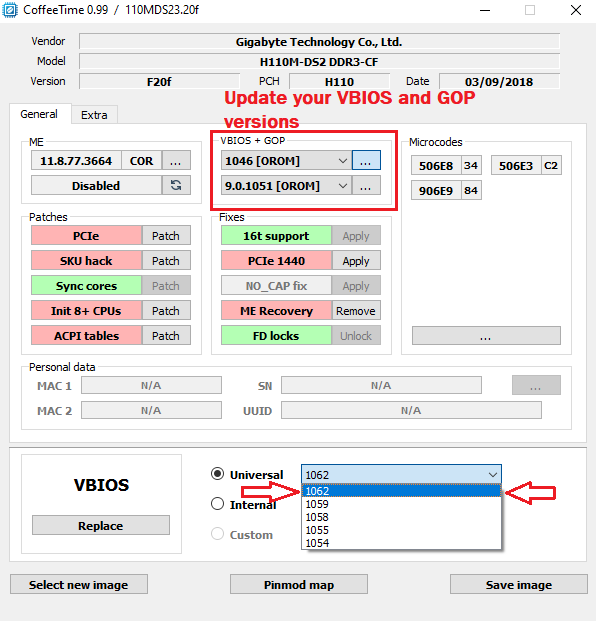 CoffeeTime 0.99 / 110MDS23.20f
Vendor Gigabyte Technology Co., Ltd.
Model H110M-DS2 DDR3-CF
Version F20f PCH H110 Date 03/09/2018
Update your VBIOS and GOP
versions
General Extra
ME
11.8.77.3664 COR ...
Disabled
VBIOS + GOP
1046 [OROM] ...
9.0.1051 [OROM] ...
Microcodes
506E8 34 506E3 C2
906E9 84
...
Patches
PCIe Patch
SKU hack Patch
Sync cores Patch
Init 8+ CPUs Patch
ACPI tables Patch
Fixes
16t support Apply
PCIe 1440 Apply
NO_CAP fix Apply
ME Recovery Remove
FD locks Unlock
Personal data
MAC 1 N/A SN N/A ...
MAC 2 N/A UUID N/A
VBIOS
Replace
Universal 1062
Internal
Custom
1062
1059
1058
1055
1054
Select new image Pinmod map Save image